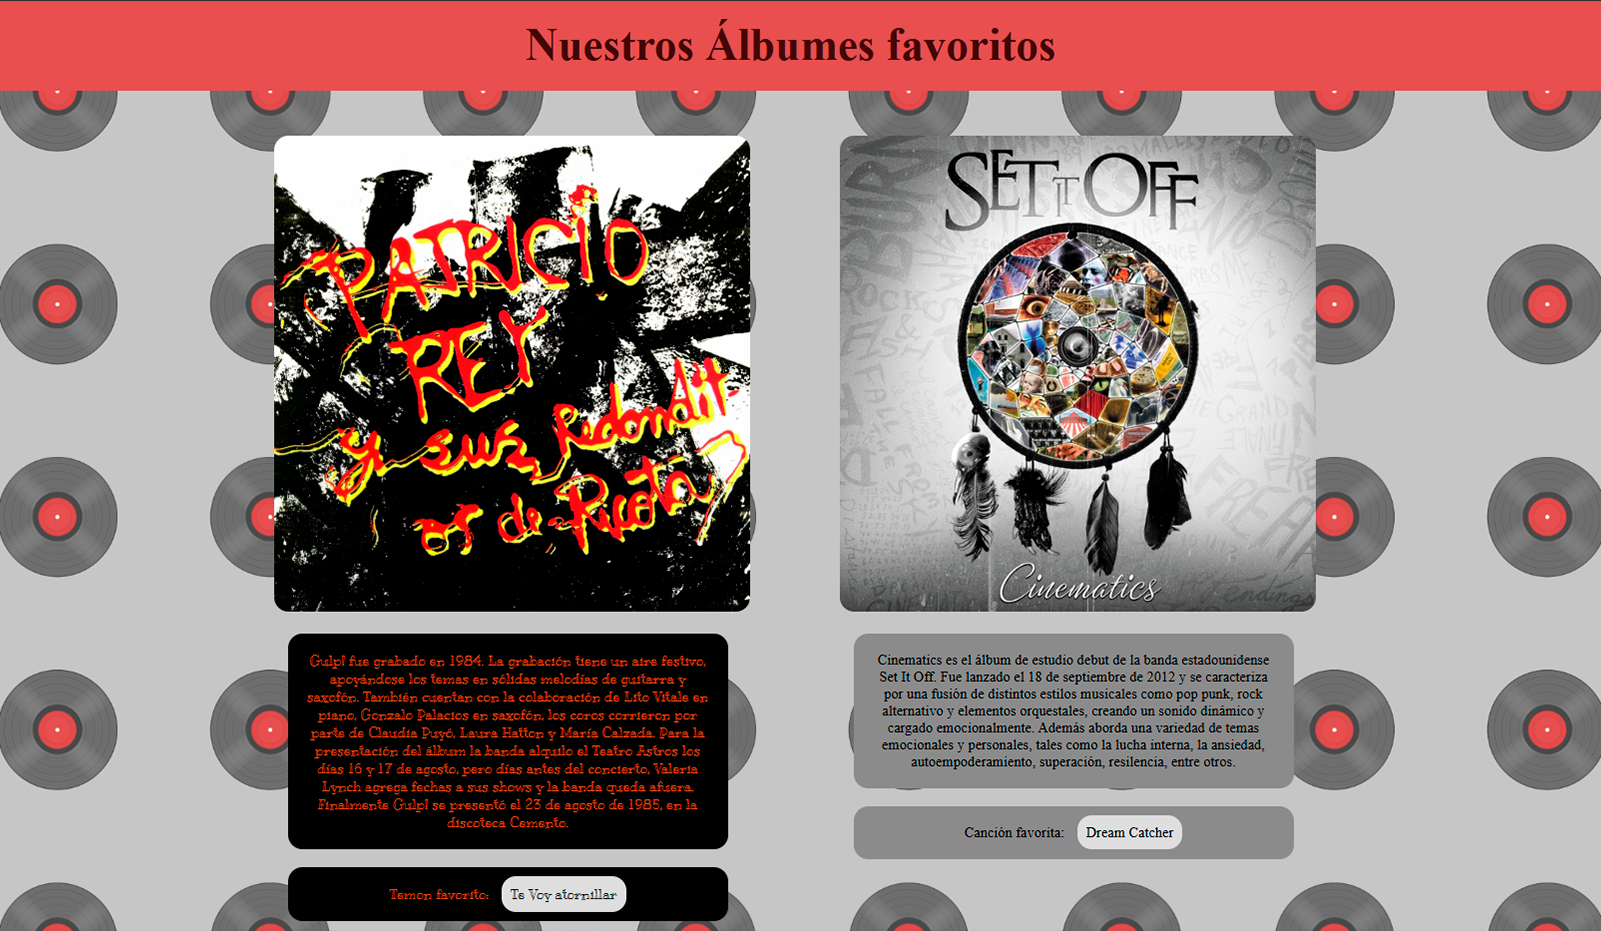 Nuestros Álbumes favoritos
PATRICIO
REY
y sus Redondit-
os de Ricota
Gulp! fue grabado en 1984. La grabación tiene un aire festivo,
apoyándose los temas en sólidas melodías de guitarra y
saxofón. También cuentan con la colaboración de Lito Vitale en
piano, Gonzalo Palacios en saxofón, los coros corrieron por
parte de Claudia Puyó, Laura Hatton y María Calzada. Para la
presentación del álbum la banda alquilo el Teatro Astros los
días 16 y 17 de agosto, pero días antes del concierto, Valeria
Lynch agrega fechas a sus shows y la banda queda afuera.
Finalmente Gulp! se presentó el 23 de agosto de 1985, en la
discoteca Cemento.
Temon favorito: Te Voy atornillar
SET IT OFF
Cinematics
Cinematics es el álbum de estudio debut de la banda estadounidense
Set It Off. Fue lanzado el 18 de septiembre de 2012 y se caracteriza
por una fusión de distintos estilos musicales como pop punk, rock
alternativo y elementos orquestales, creando un sonido dinámico y
cargado emocionalmente. Además aborda una variedad de temas
emocionales y personales, tales como la lucha interna, la ansiedad,
autoempoderamiento, superación, resilencia, entre otros.
Canción favorita: Dream Catcher